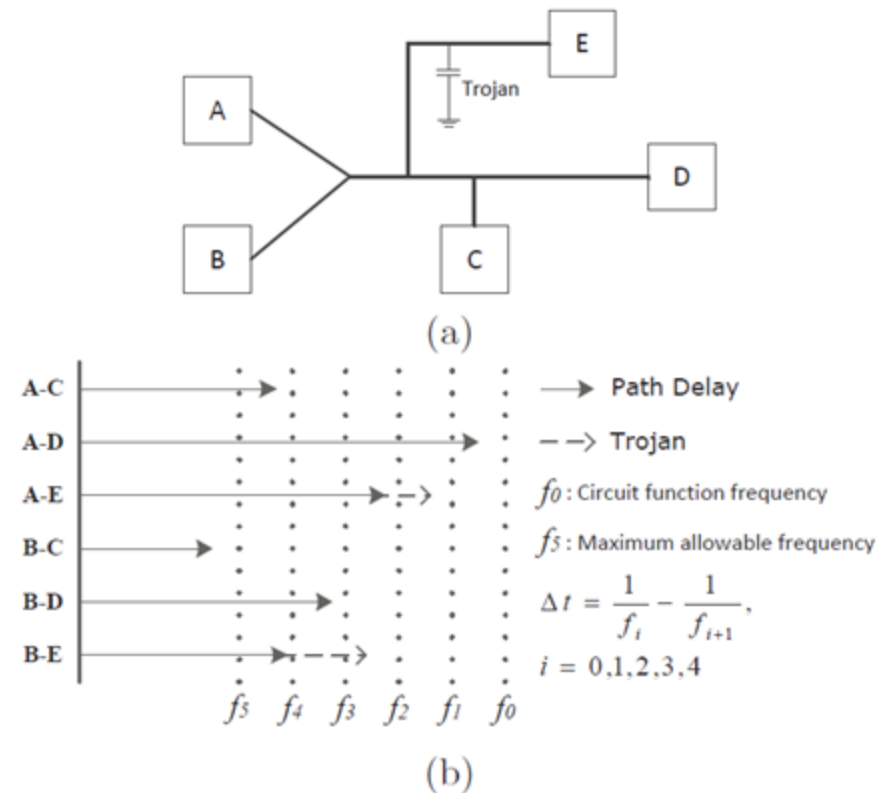 E
Trojan
A
D
B
C
(a)
A-C
A-D
A-E
B-C
B-D
B-E
f5 f4 f3 f2 f1 f0
Path Delay
Trojan
f0 : Circuit function frequency
f5 : Maximum allowable frequency
Δt = 1/fi − 1/fi+1,
i = 0,1,2,3,4
(b)